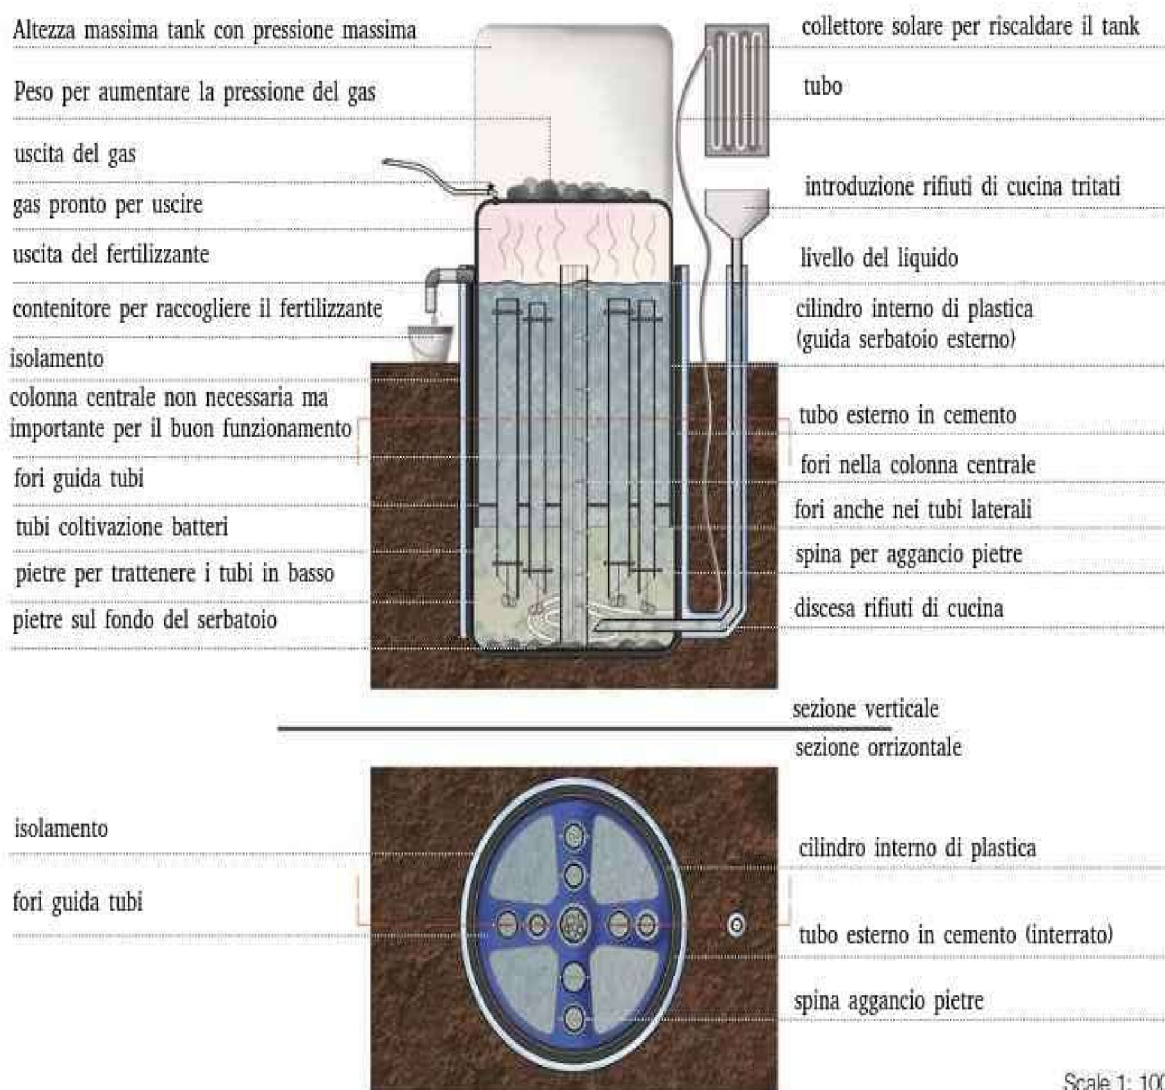 Altezza massima tank con pressione massima
Peso per aumentare la pressione del gas
uscita del gas
gas pronto per uscire
uscita del fertilizzante
contenitore per raccogliere il fertilizzante
isolamento
colonna centrale non necessaria ma
importante per il buon funzionamento
fori guida tubi
tubi coltivazione batteri
pietre per trattenere i tubi in basso
pietre sul fondo del serbatoio
collettore solare per riscaldare il tank
tubo
introduzione rifiuti di cucina tritati
livello del liquido
cilindro interno di plastica
(guida serbatoio esterno)
tubo esterno in cemento
fori nella colonna centrale
fori anche nei tubi laterali
spina per aggancio pietre
discesa rifiuti di cucina
sezione verticale
sezione orrizontale
isolamento
fori guida tubi
cilindro interno di plastica
tubo esterno in cemento (interrato)
spina aggancio pietre
Scale 1: 100